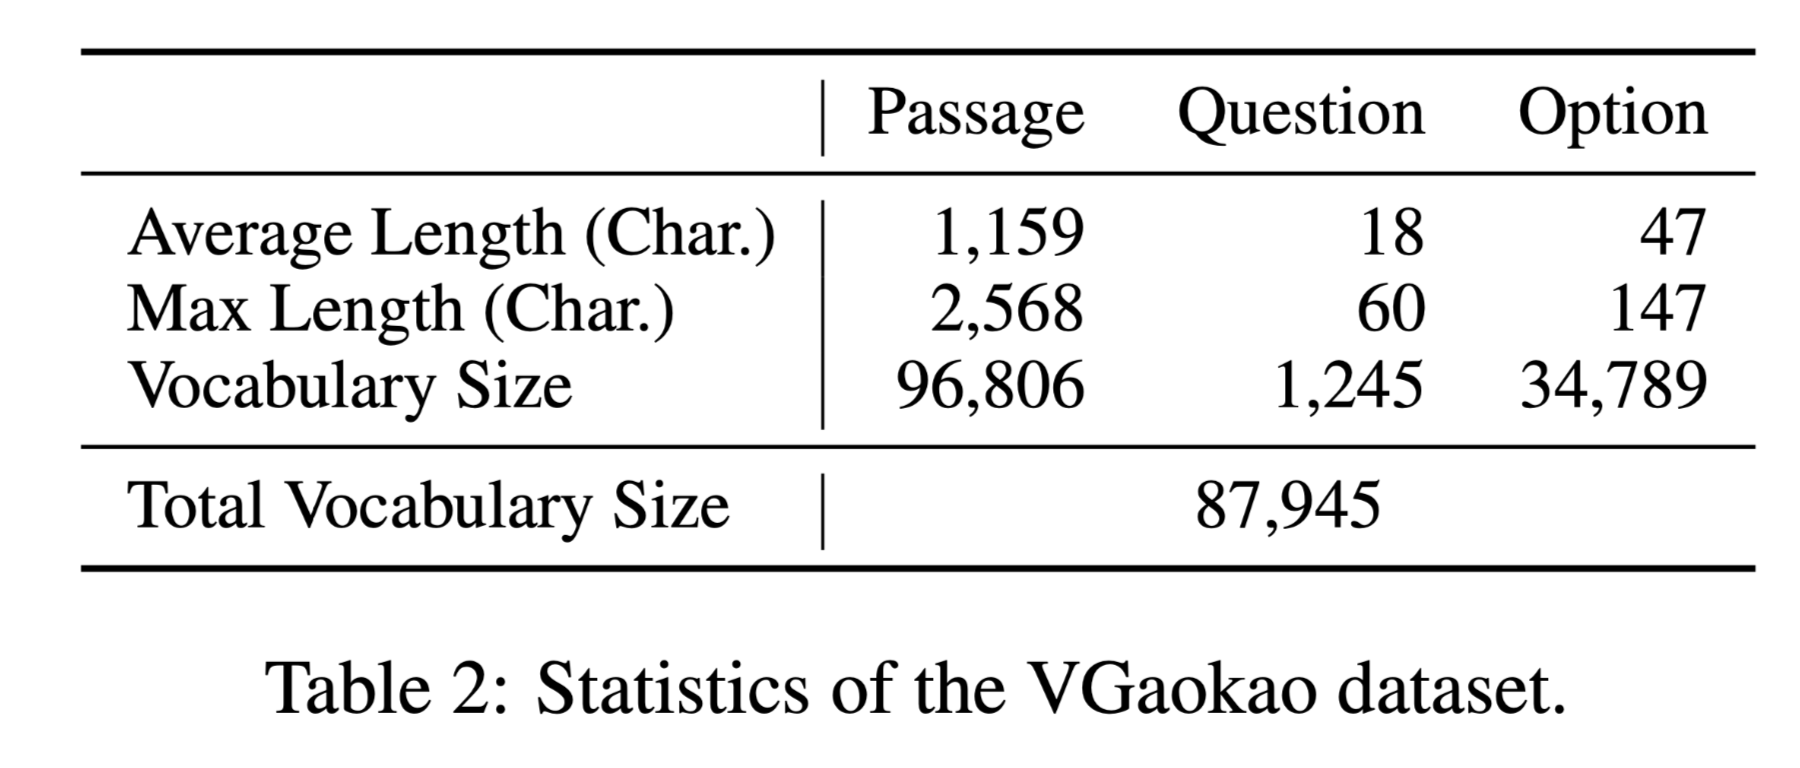 Passage Question Option
Average Length (Char.) 1,159 18 47
Max Length (Char.) 2,568 60 147
Vocabulary Size 96,806 1,245 34,789
Total Vocabulary Size 87,945
Table 2: Statistics of the VGaokao dataset.